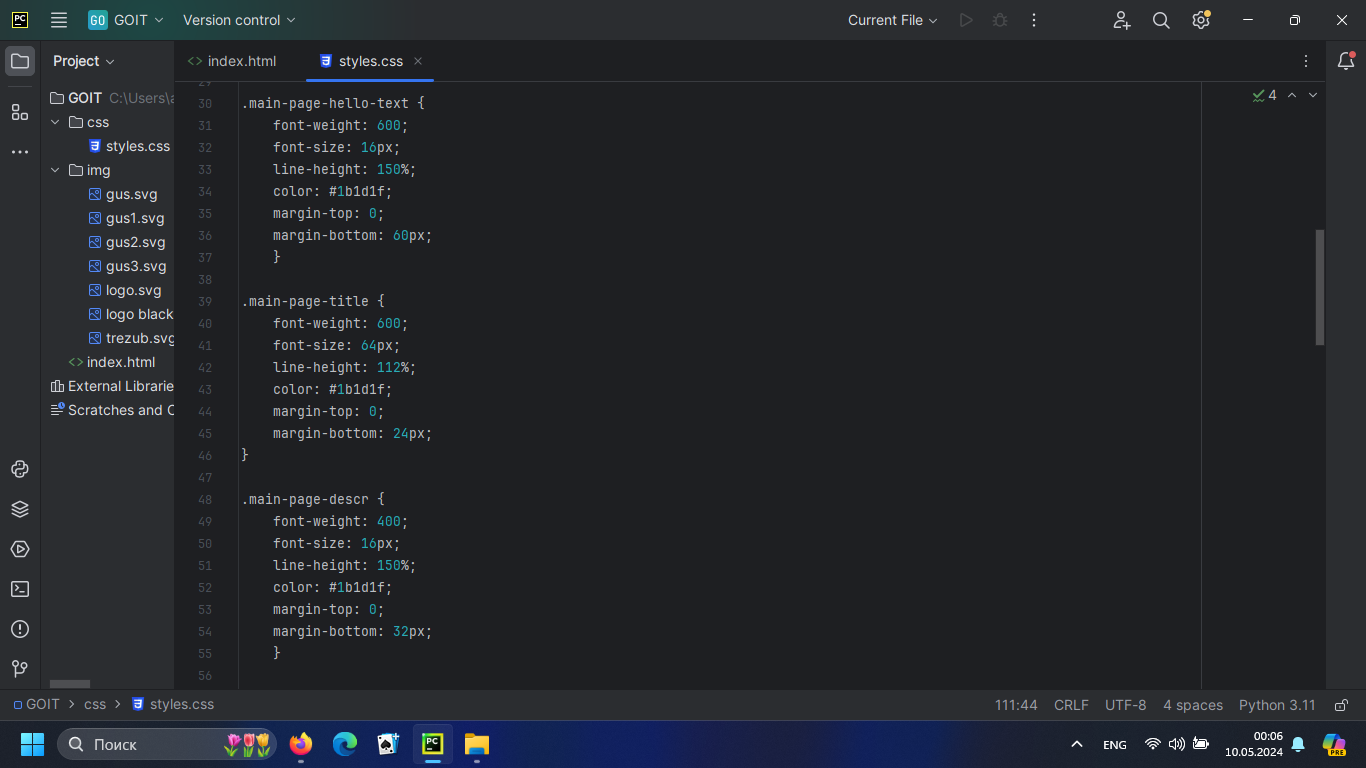 PC
GO GOIT
Version control
Current File
Project
index.html
styles.css
GOIT C:\Users\a
css
styles.css
img
gus.svg
gus1.svg
gus2.svg
gus3.svg
logo.svg
logo black
trezub.svg
index.html
External Librarie
Scratches and C
4
29
30 .main-page-hello-text {
31 font-weight: 600;
32 font-size: 16px;
33 line-height: 150%;
34 color: #1b1d1f;
35 margin-top: 0;
36 margin-bottom: 60px;
37 }
38
39 .main-page-title {
40 font-weight: 600;
41 font-size: 64px;
42 line-height: 112%;
43 color: #1b1d1f;
44 margin-top: 0;
45 margin-bottom: 24px;
46 }
47
48 .main-page-descr {
49 font-weight: 400;
50 font-size: 16px;
51 line-height: 150%;
52 color: #1b1d1f;
53 margin-top: 0;
54 margin-bottom: 32px;
55 }
56
GOIT > css > styles.css
111:44 CRLF UTF-8 4 spaces Python 3.11
Поиск
PC
ENG
00:06
10.05.2024
PRE